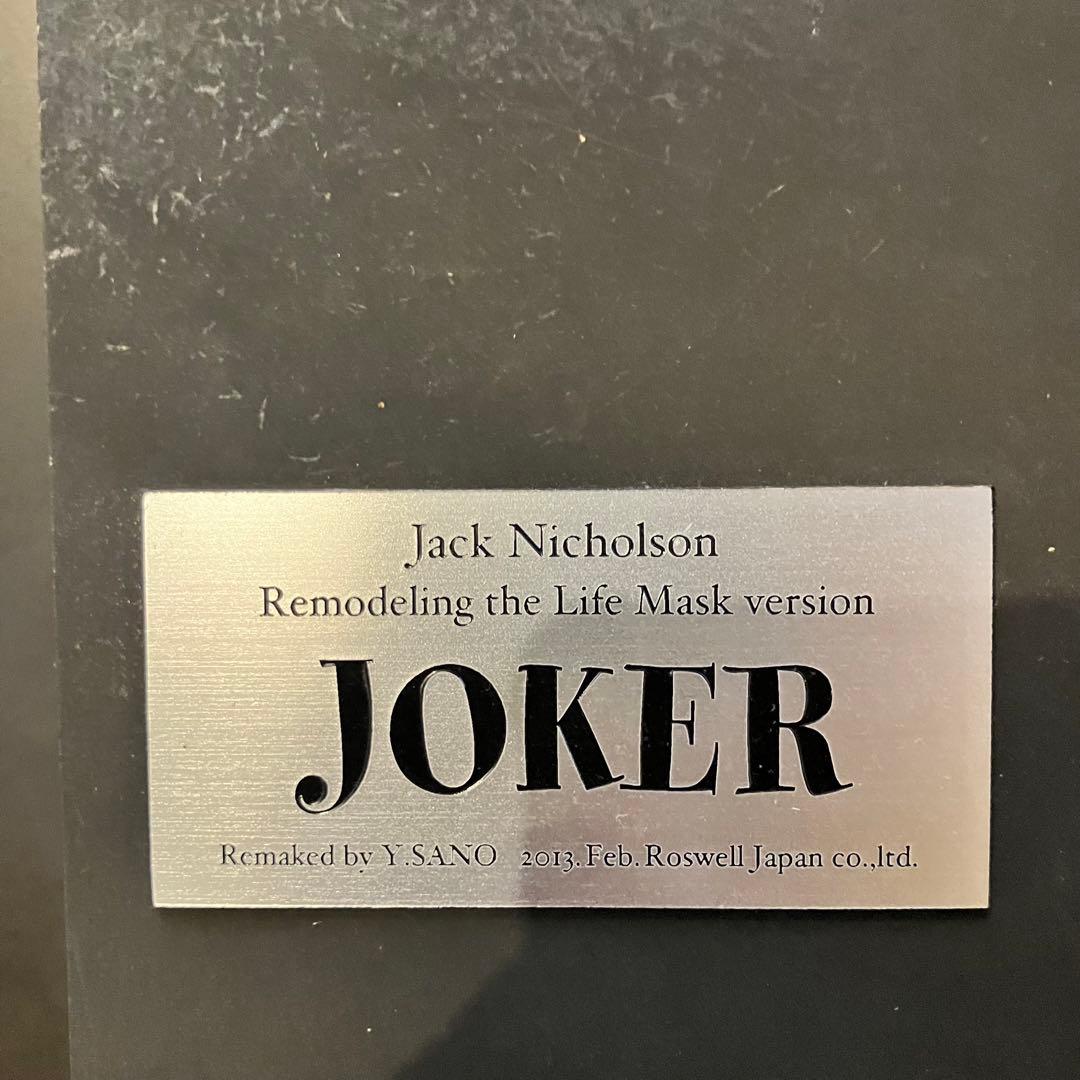 Jack Nicholson
Remodeling the Life Mask version
JOKER
Remaked by Y.SANO 2013.Feb. Roswell Japan co.,ltd.